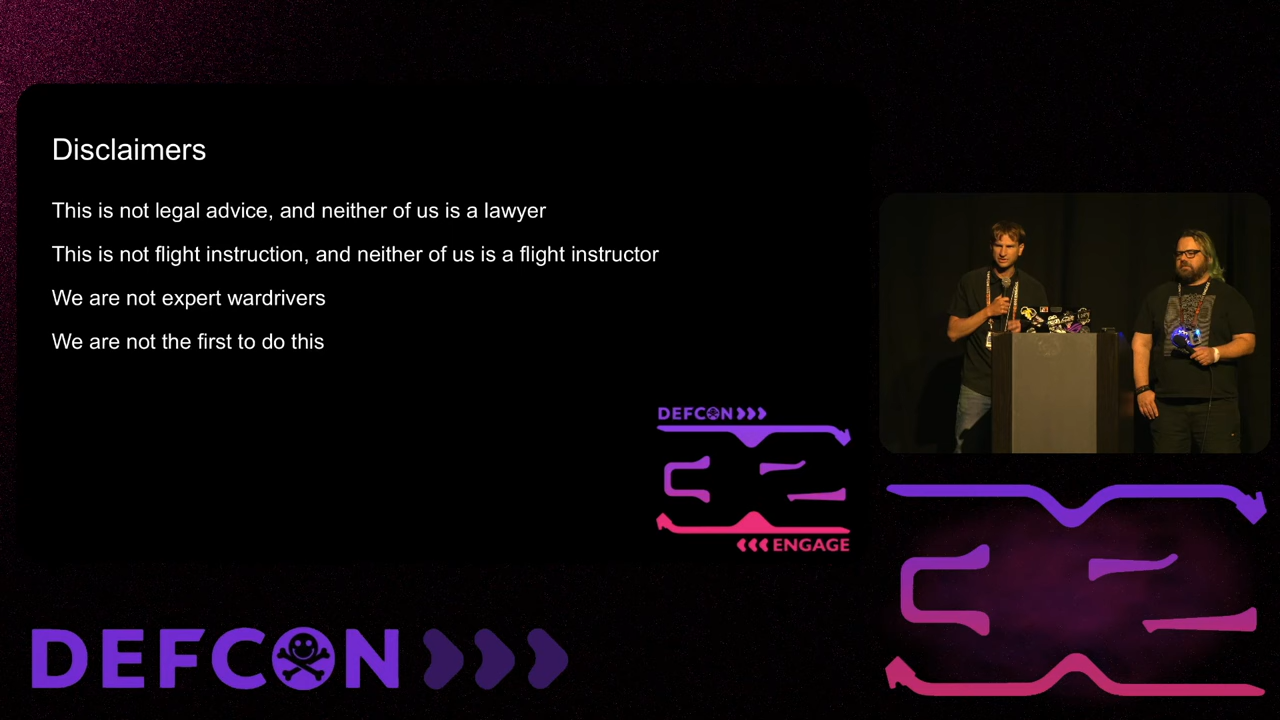 Disclaimers
This is not legal advice, and neither of us is a lawyer
This is not flight instruction, and neither of us is a flight instructor
We are not expert wardrivers
We are not the first to do this
DEFCON
ENGAGE
DEFCON